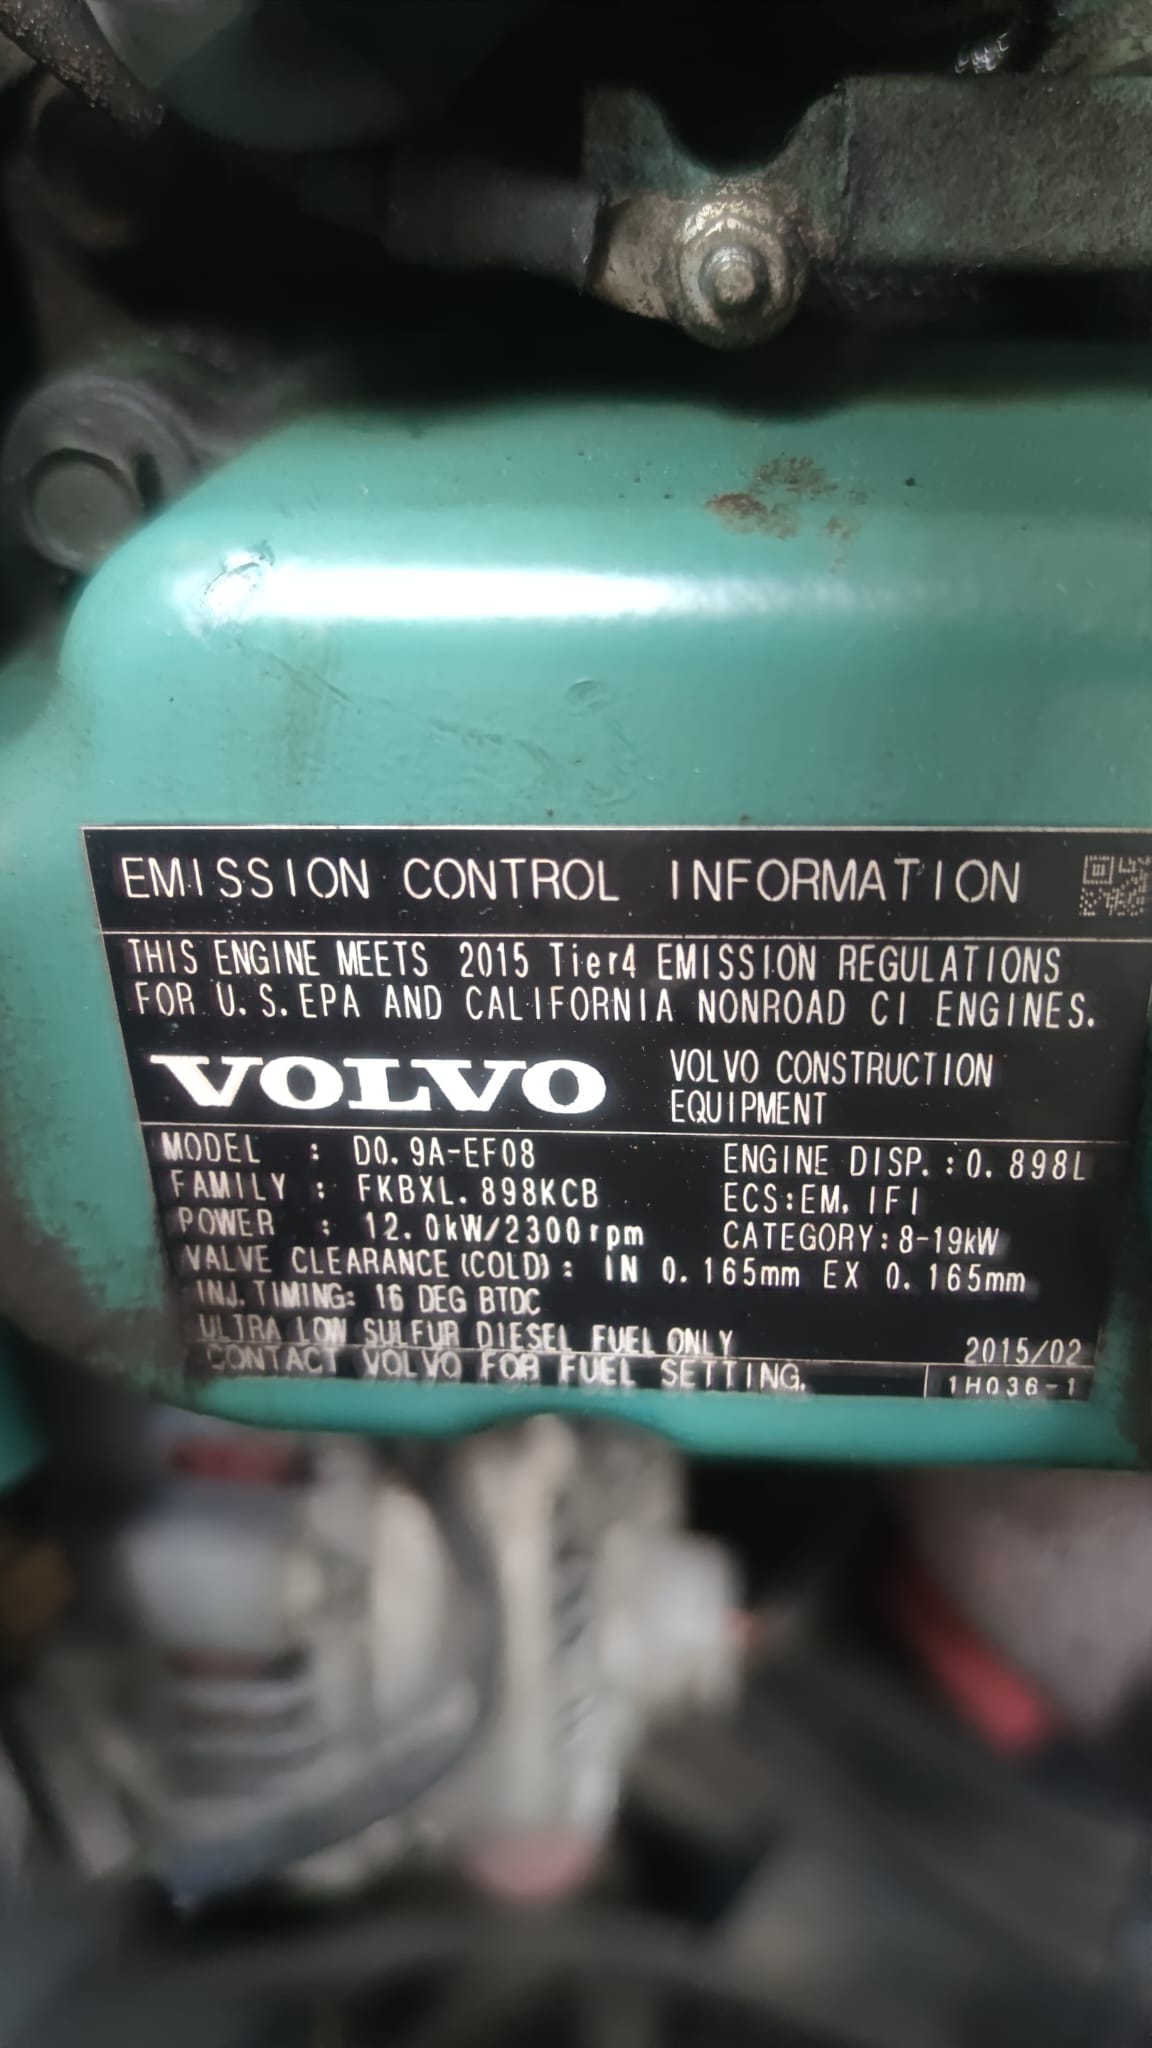 EMISSION CONTROL INFORMATION
THIS ENGINE MEETS 2015 Tier4 EMISSION REGULATIONS
FOR U.S.EPA AND CALIFORNIA NONROAD CI ENGINES.
VOLVO VOLVO CONSTRUCTION
EQUIPMENT
MODEL : D0.9A-EF08 ENGINE DISP.:0.898L
FAMILY : FKBXL.898KCB ECS:EM, IFI
POWER : 12.0kW/2300rpm CATEGORY:8-19kW
VALVE CLEARANCE(COLD): IN 0.165mm EX 0.165mm
INJ.TIMING: 16 DEG BTDC
ULTRA LOW SULFUR DIESEL FUEL ONLY 2015/02
CONTACT VOLVO FOR FUEL SETTING. 1H036-1